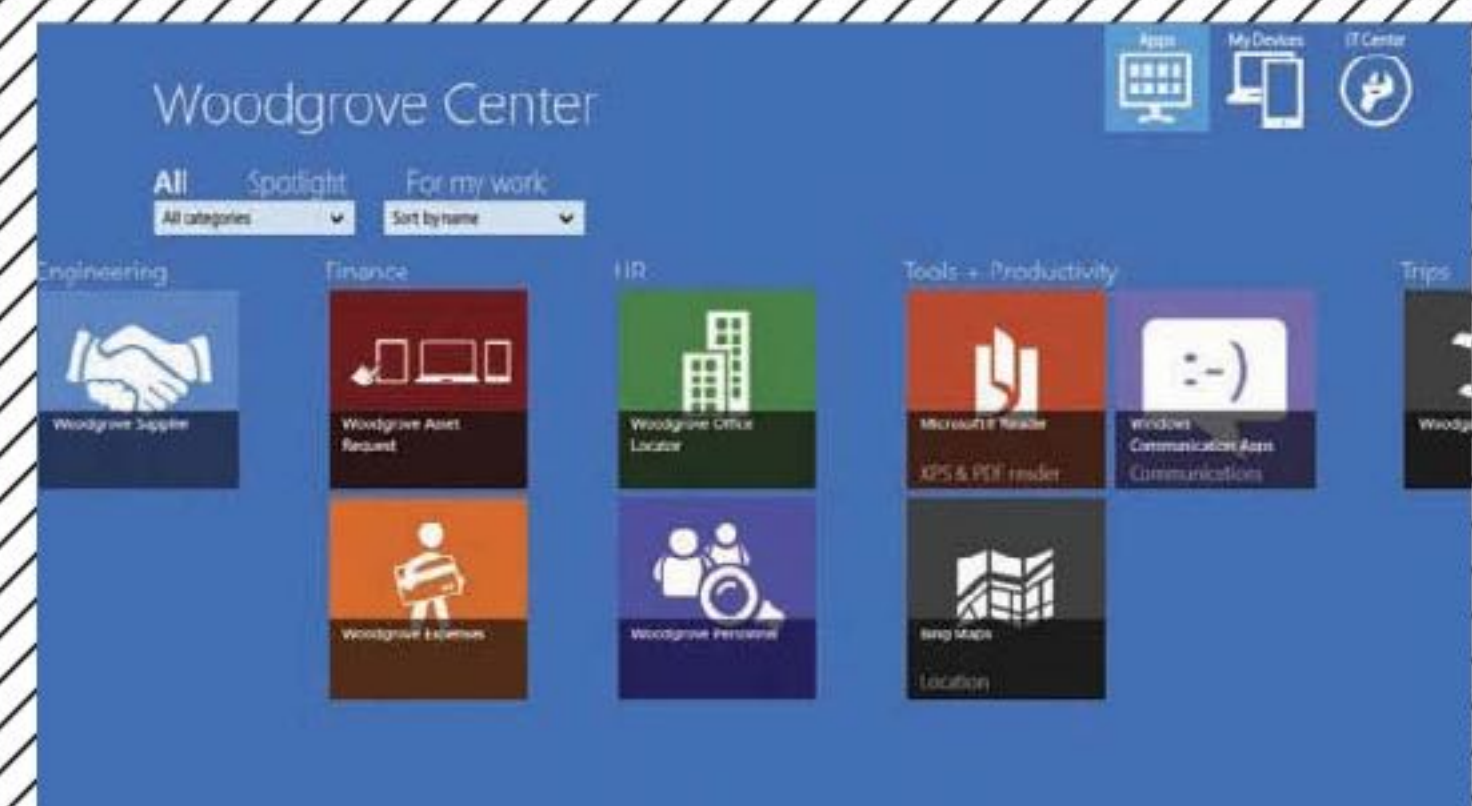 Apps My Devices IT Center
Woodgrove Center
All Spotlight For my work
All categories Sort by name
Engineering Finance HR Tools + Productivity Trips
Woodgrove Supplier
Woodgrove Asset
Request
Woodgrove Office
Locator
Microsoft® Reader
XPS & PDF reader
Windows
Communication Apps
Communications
:-)
Woodg
Woodgrove Expenses
Woodgrove Personnel
Bing Maps
Location